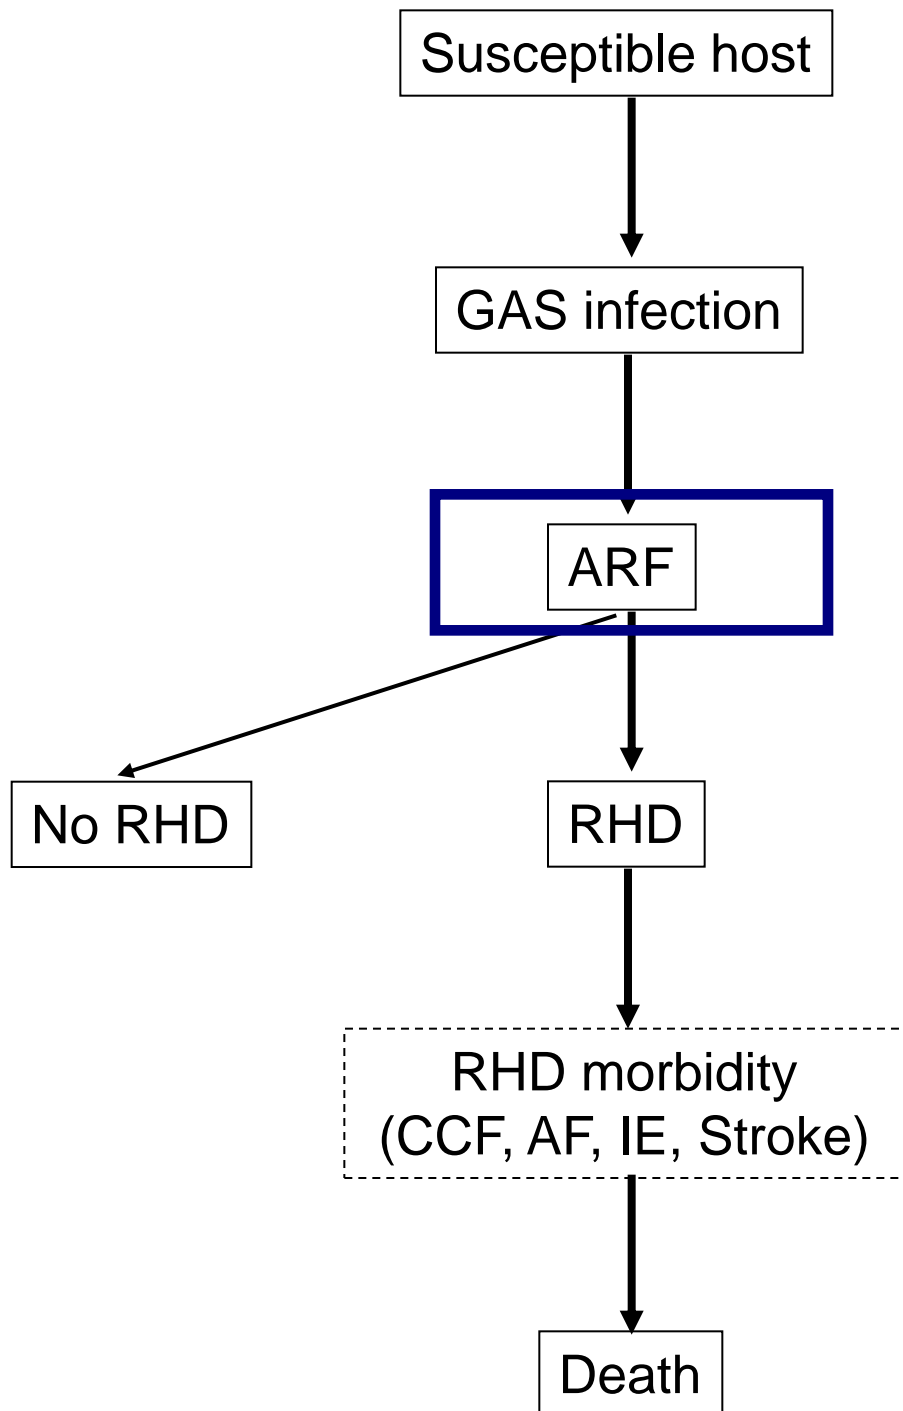 Susceptible host
GAS infection
ARF
No RHD
RHD
RHD morbidity
(CCF, AF, IE, Stroke)
Death